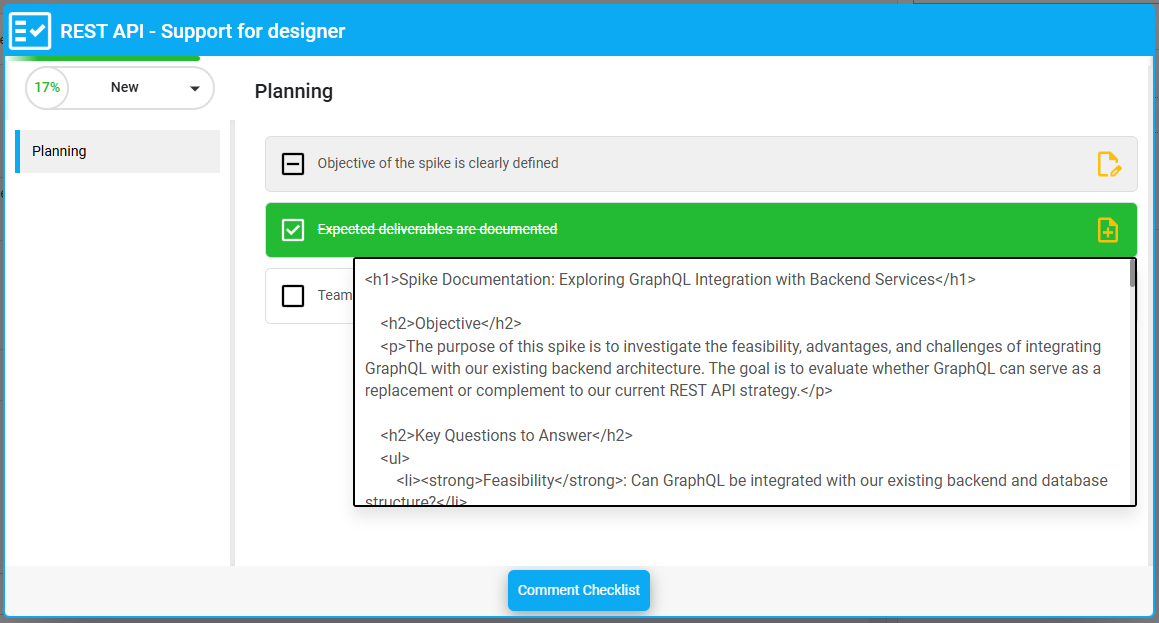 REST API - Support for designer
17%
New
Planning
Planning
Objective of the spike is clearly defined
Expected deliverables are documented
Team
<h1>Spike Documentation: Exploring GraphQL Integration with Backend Services</h1>
<h2>Objective</h2>
<p>The purpose of this spike is to investigate the feasibility, advantages, and challenges of integrating
GraphQL with our existing backend architecture. The goal is to evaluate whether GraphQL can serve as a
replacement or complement to our current REST API strategy.</p>
<h2>Key Questions to Answer</h2>
<ul>
<li><strong>Feasibility</strong>: Can GraphQL be integrated with our existing backend and database
structure?</li>
Comment Checklist